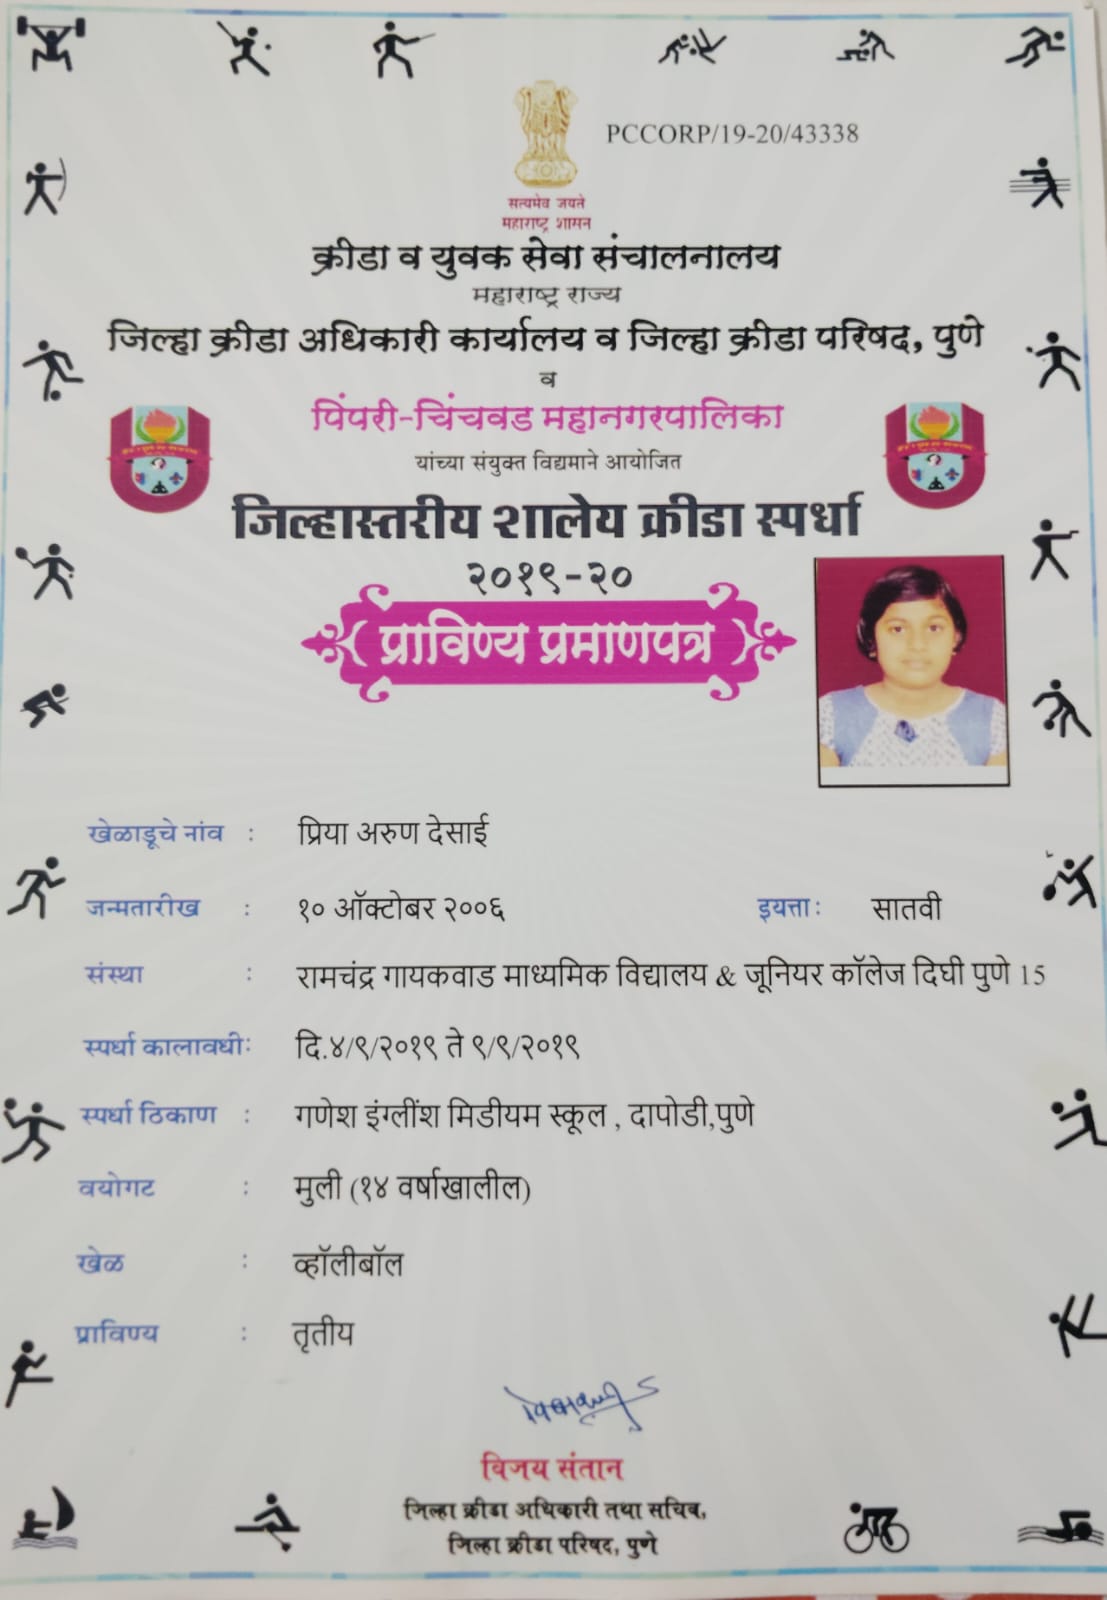 PCCORP/19-20/43338
सत्यमेव जयते
महाराष्ट्र शासन
क्रीडा व युवक सेवा संचालनालय
महाराष्ट्र राज्य
जिल्हा क्रीडा अधिकारी कार्यालय व जिल्हा क्रीडा परिषद, पुणे
व
पिंपरी-चिंचवड महानगरपालिका
यांच्या संयुक्त विद्यमाने आयोजित
जिल्हास्तरीय शालेय क्रीडा स्पर्धा
२०१९-२०
प्राविण्य प्रमाणपत्र
खेळाडूचे नांव : प्रिया अरुण देसाई
जन्मतारीख : १० ऑक्टोबर २००६ इयत्ता: सातवी
संस्था : रामचंद्र गायकवाड माध्यमिक विद्यालय & जूनियर कॉलेज दिघी पुणे 15
स्पर्धा कालावधी: दि.४/९/२०१९ ते ९/९/२०१९
स्पर्धा ठिकाण : गणेश इंग्लींश मिडीयम स्कूल , दापोडी,पुणे
वयोगट : मुली (१४ वर्षाखालील)
खेळ : व्हॉलीबॉल
प्राविण्य : तृतीय
विजय संतान
जिल्हा क्रीडा अधिकारी तथा सचिव,
जिल्हा क्रीडा परिषद, पुणे